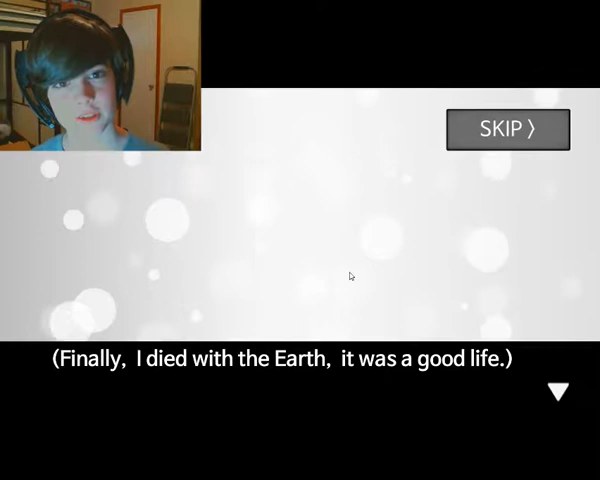 SKIP 〉
(Finally, I died with the Earth, it was a good life.)